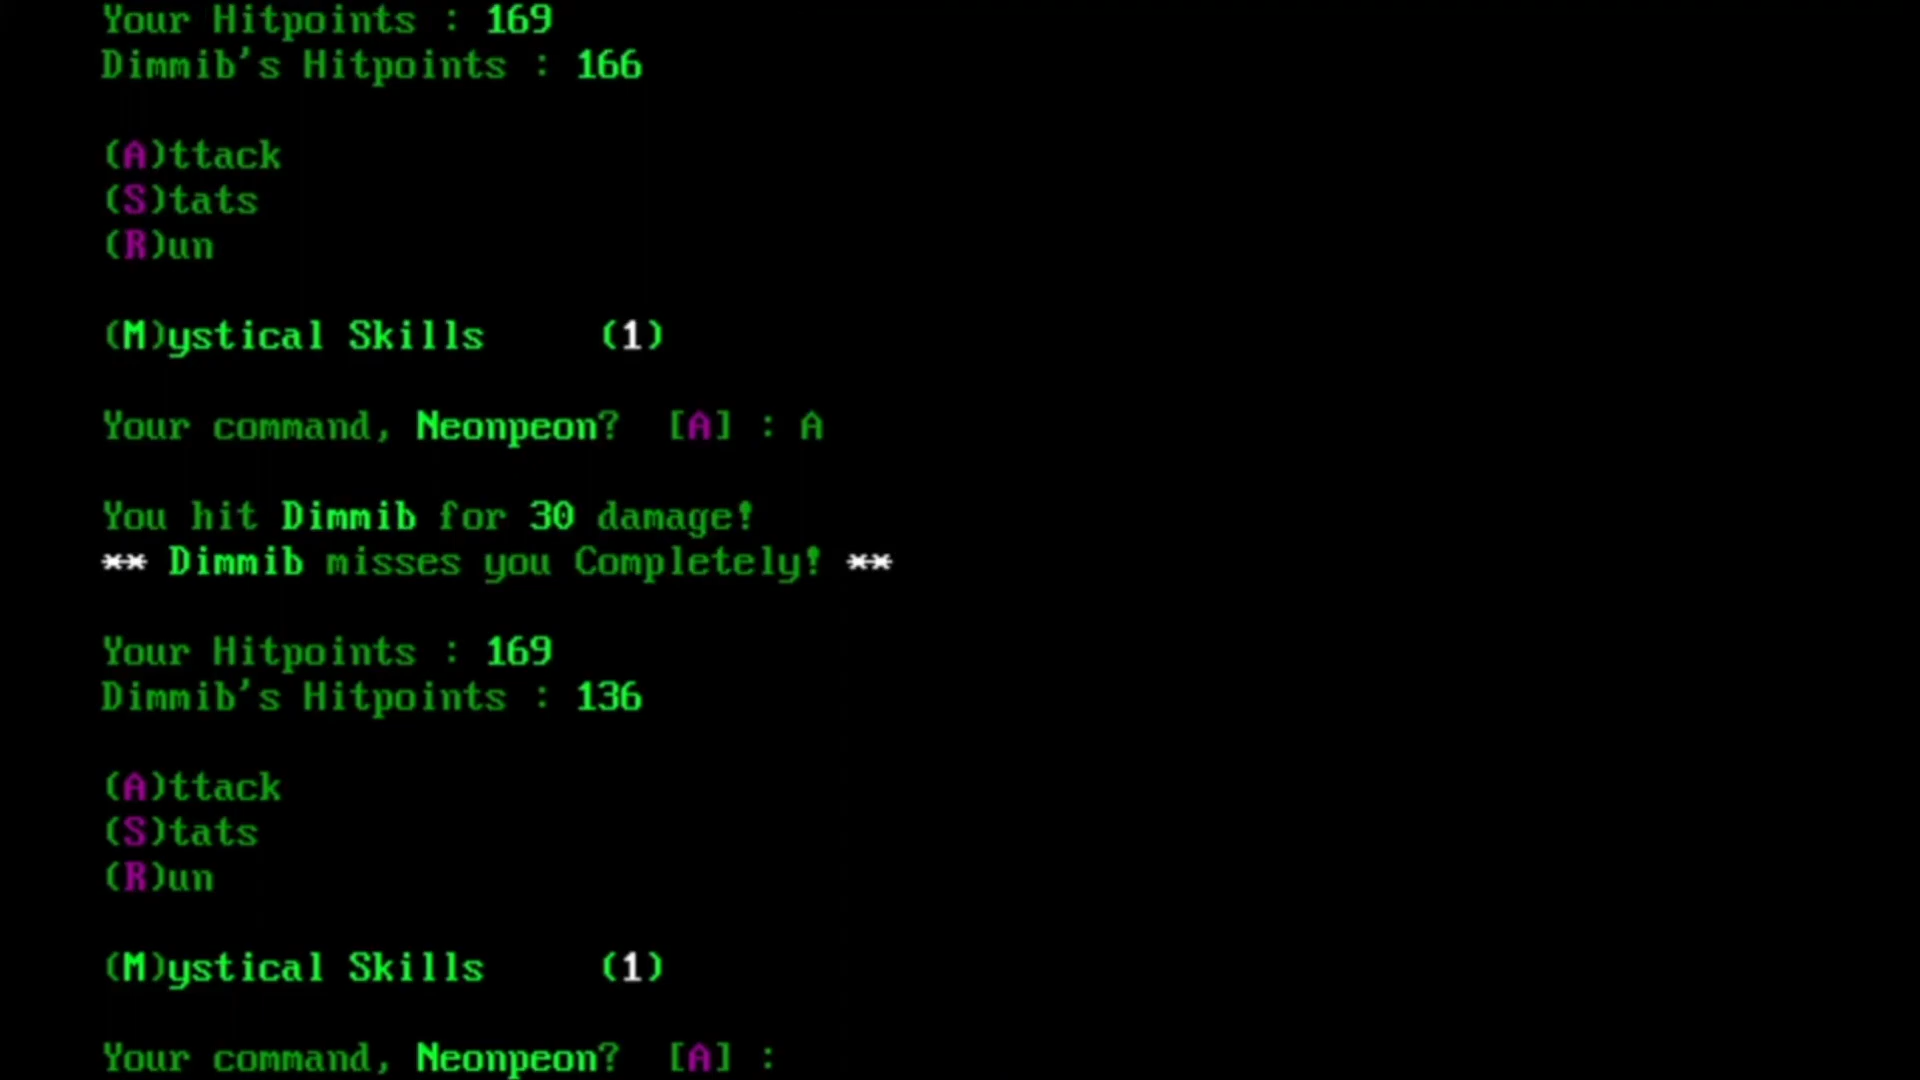 Your Hitpoints : 169
Dimmib's Hitpoints : 166
(A)ttack
(S)tats
(R)un
(M)ystical Skills     (1)
Your command, Neonpeon?  [A] : A
You hit Dimmib for 30 damage!
** Dimmib misses you Completely! **
Your Hitpoints : 169
Dimmib's Hitpoints : 136
(A)ttack
(S)tats
(R)un
(M)ystical Skills     (1)
Your command, Neonpeon?  [A] :